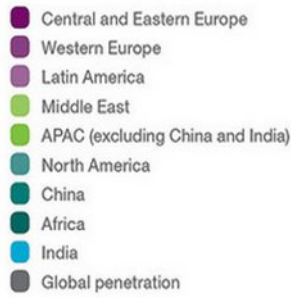 Central and Eastern Europe
Western Europe
Latin America
Middle East
APAC (excluding China and India)
North America
China
Africa
India
Global penetration